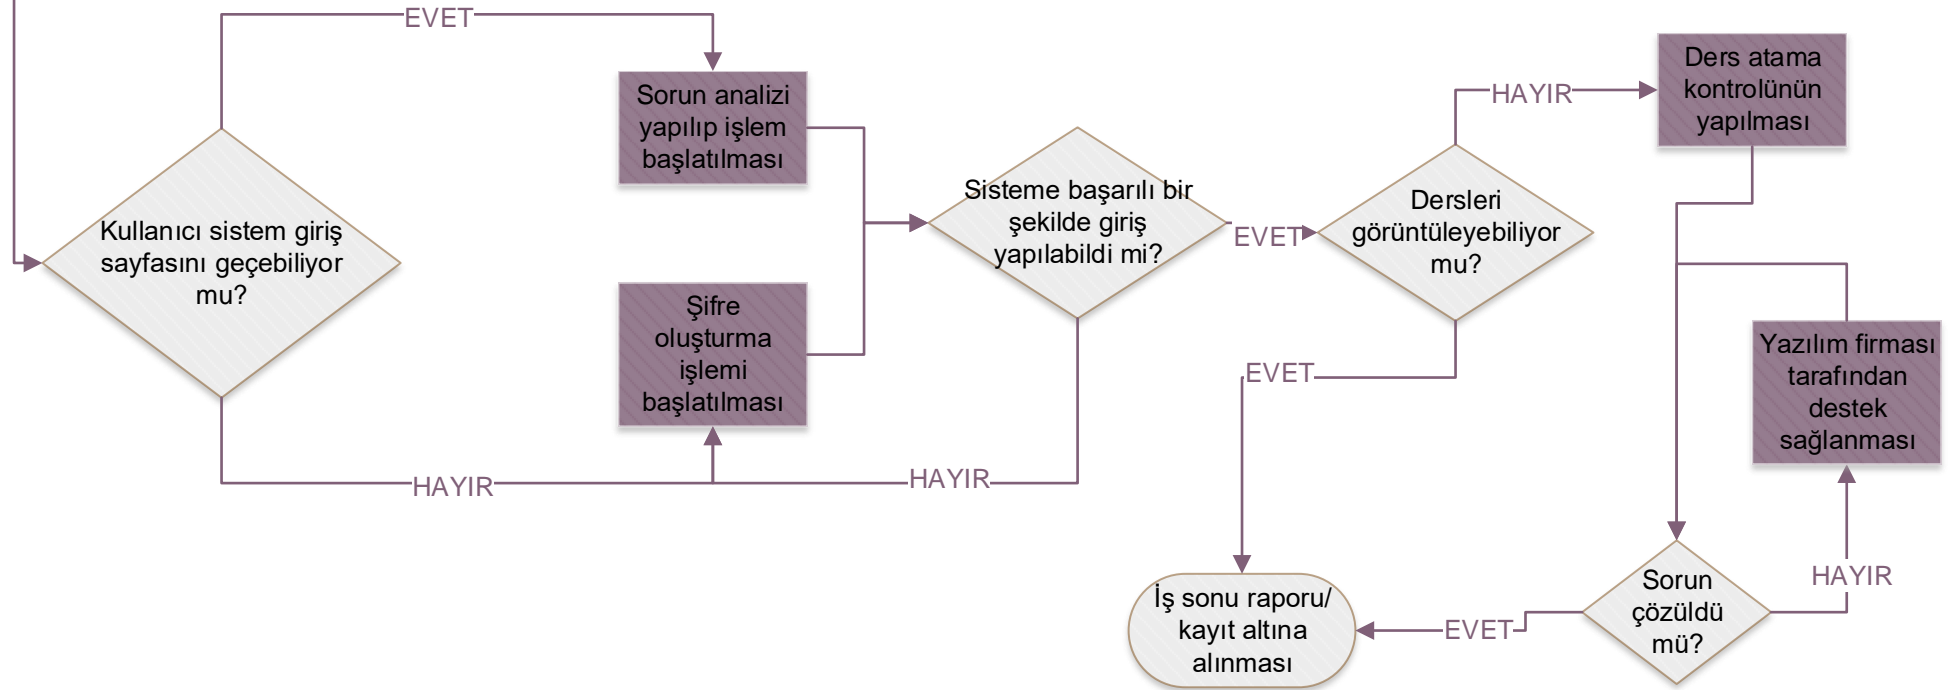 EVET
Sorun analizi
yapılıp işlem
başlatılması
Kullanıcı sistem giriş
sayfasını geçebiliyor
mu?
Şifre
oluşturma
işlemi
başlatılması
HAYIR
Sisteme başarılı bir
şekilde giriş
yapılabildi mi?
HAYIR
EVET
Dersleri
görüntüleyebiliyor
mu?
HAYIR
Ders atama
kontrolünün
yapılması
EVET
Yazılım firması
tarafından
destek
sağlanması
HAYIR
Sorun
çözüldü
mü?
EVET
İş sonu raporu/
kayıt altına
alınması